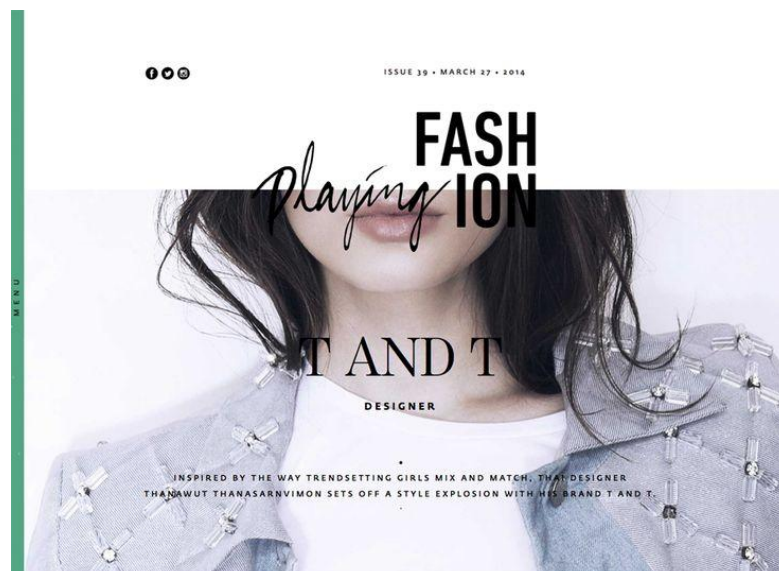 ISSUE 39 • MARCH 27 • 2014
FASH
Playing ION
MENU
T AND T
DESIGNER
INSPIRED BY THE WAY TRENDSETTING GIRLS MIX AND MATCH, THAI DESIGNER
THANAWUT THANASARNVIMON SETS OFF A STYLE EXPLOSION WITH HIS BRAND T AND T.